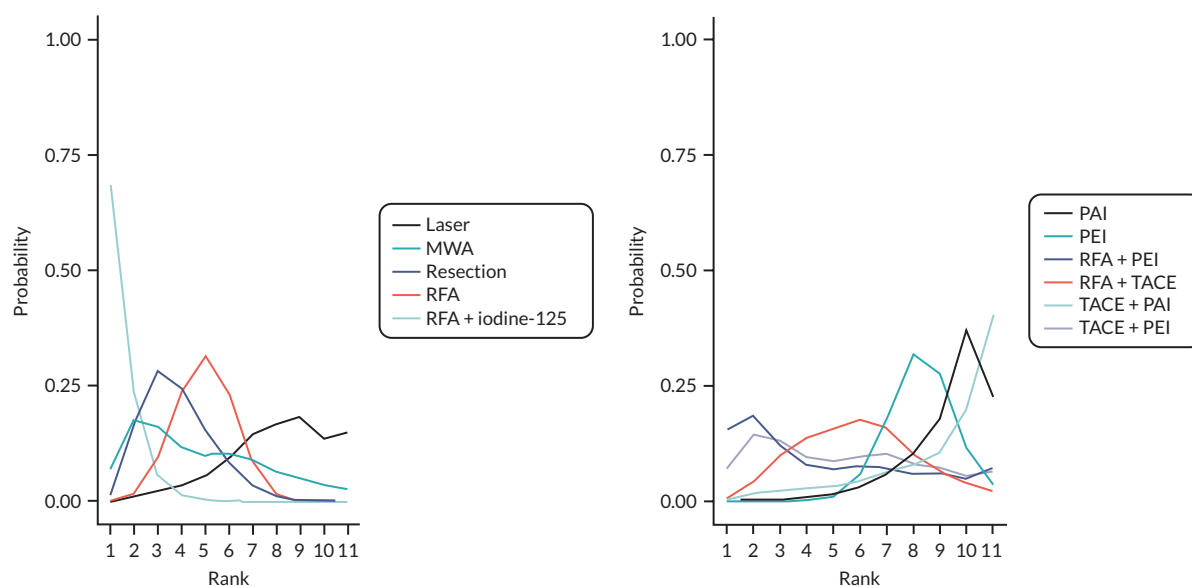 1.00
0.75
0.50
0.25
0.00
Probability
1 2 3 4 5 6 7 8 9 10 11
Rank
Laser
MWA
Resection
RFA
RFA + iodine-125
1.00
0.75
0.50
0.25
0.00
Probability
1 2 3 4 5 6 7 8 9 10 11
Rank
PAI
PEI
RFA + PEI
RFA + TACE
TACE + PAI
TACE + PEI